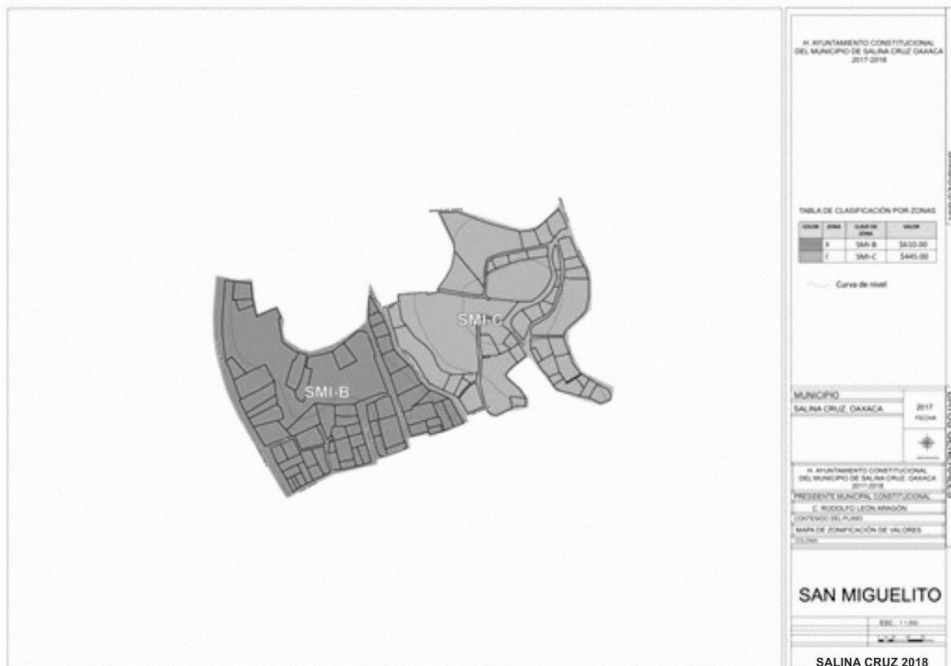 H. AYUNTAMIENTO CONSTITUCIONAL
DEL MUNICIPIO DE SALINA CRUZ OAXACA
2017-2018
TABLA DE CLASIFICACIÓN POR ZONAS
COLOR ZONA CLAVE DE ZONA VALOR
SMI-B $610.00
C SMI-C $445.00
Curva de nivel
SMI-C
SMI-B
MUNICIPIO
SALINA CRUZ, OAXACA
2017
FECHA
H. AYUNTAMIENTO CONSTITUCIONAL
DEL MUNICIPIO DE SALINA CRUZ, OAXACA
2017-2018
PRESIDENTE MUNICIPAL CONSTITUCIONAL
C. RODOLFO LEÓN ARAGÓN
CONTENIDO DEL PLANO
MAPA DE ZONIFICACIÓN DE VALORES
COLONIA
SAN MIGUELITO
ESC.
SALINA CRUZ 2018